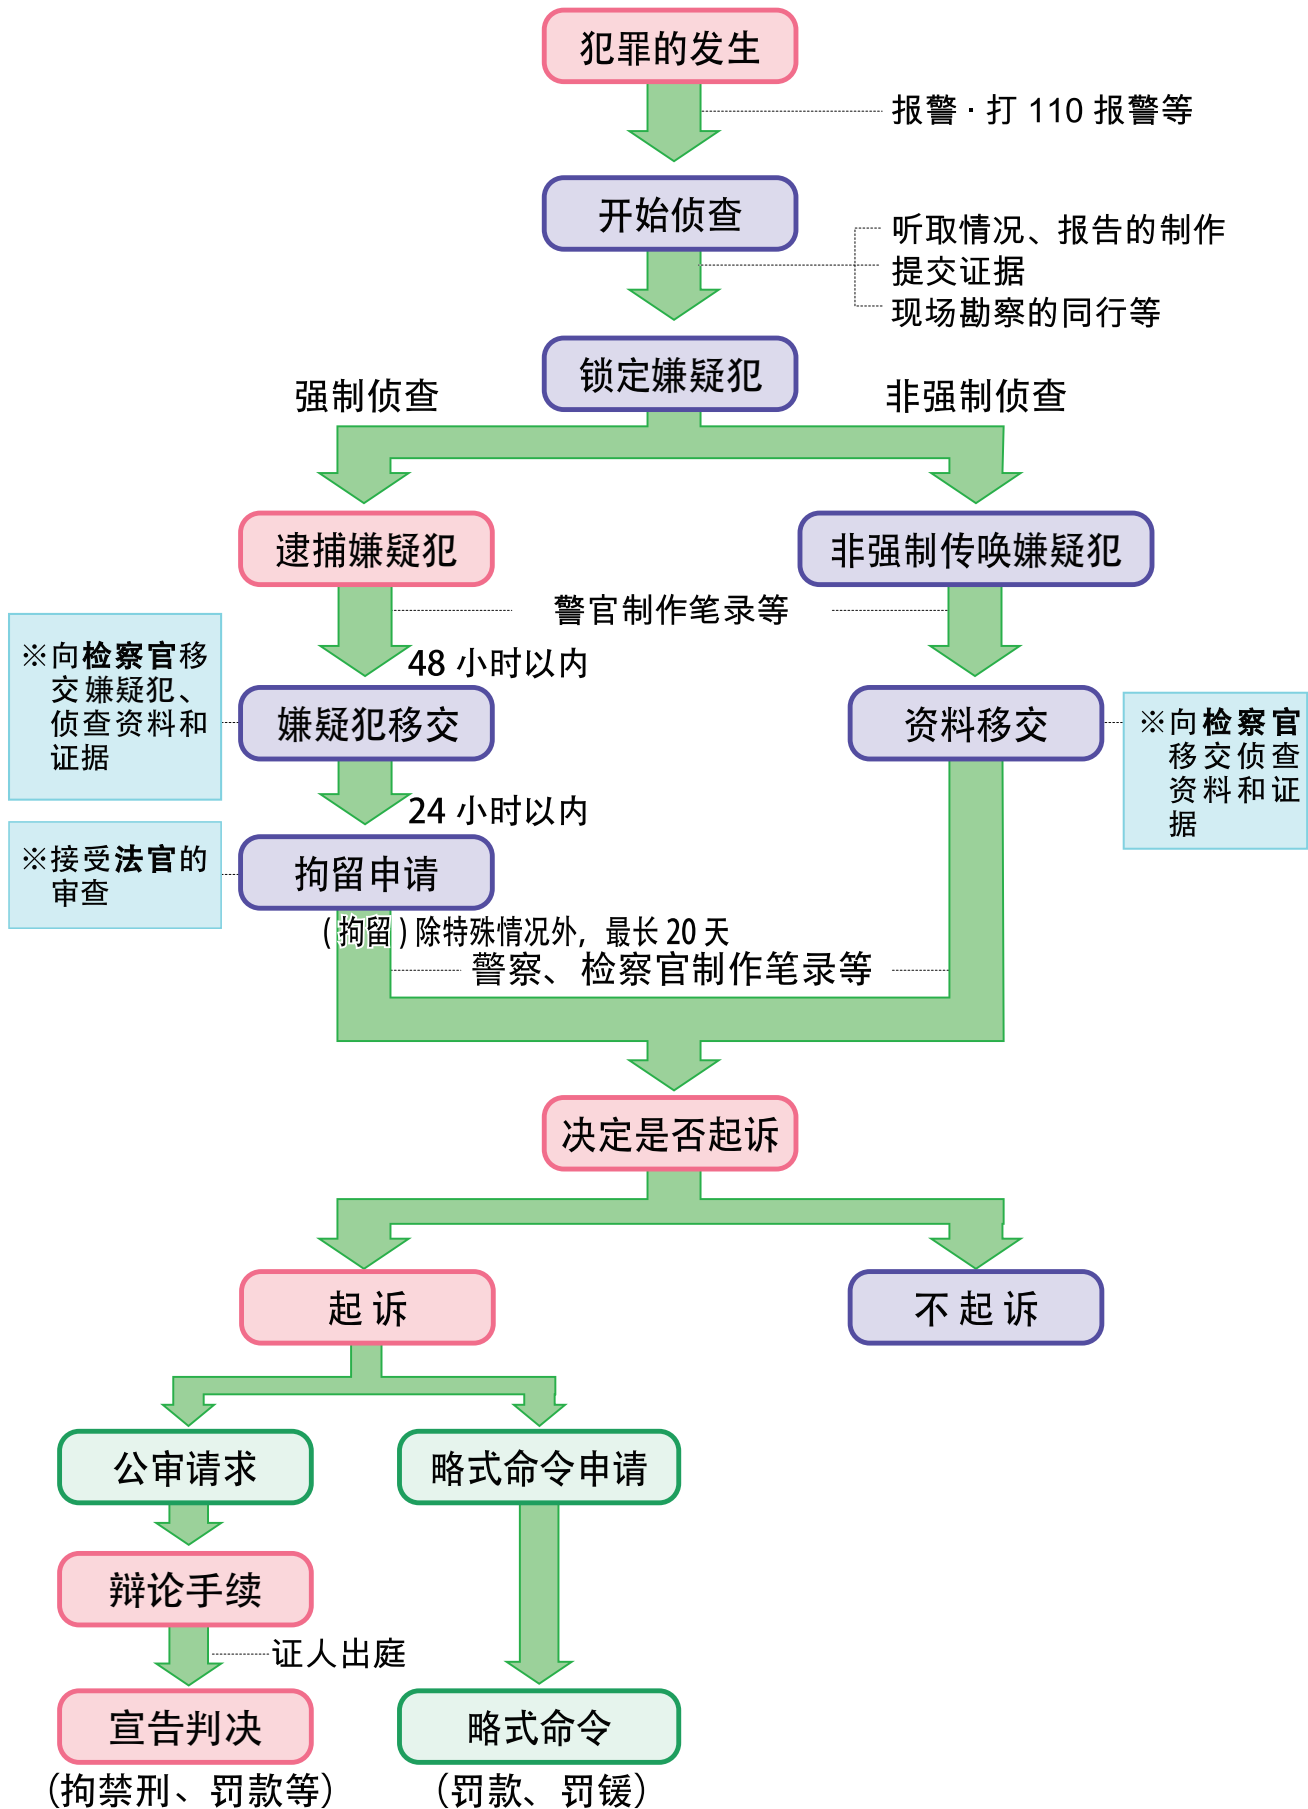 犯罪的发生
报警·打 110 报警等
开始侦查
听取情况、报告的制作
提交证据
现场勘察的同行等
锁定嫌疑犯
强制侦查
非强制侦查
逮捕嫌疑犯
非强制传唤嫌疑犯
警官制作笔录等
48 小时以内
※向检察官移
交嫌疑犯、
侦查资料和
证据
嫌疑犯移交
资料移交
※向检察官
移交侦查
资料和证
据
24 小时以内
※接受法官的
审查
拘留申请
(拘留)除特殊情况外，最长 20 天
警察、检察官制作笔录等
决定是否起诉
起诉
不起诉
公审请求
略式命令申请
辩论手续
证人出庭
宣告判决
略式命令
（拘禁刑、罚款等）
（罚款、罚锾）